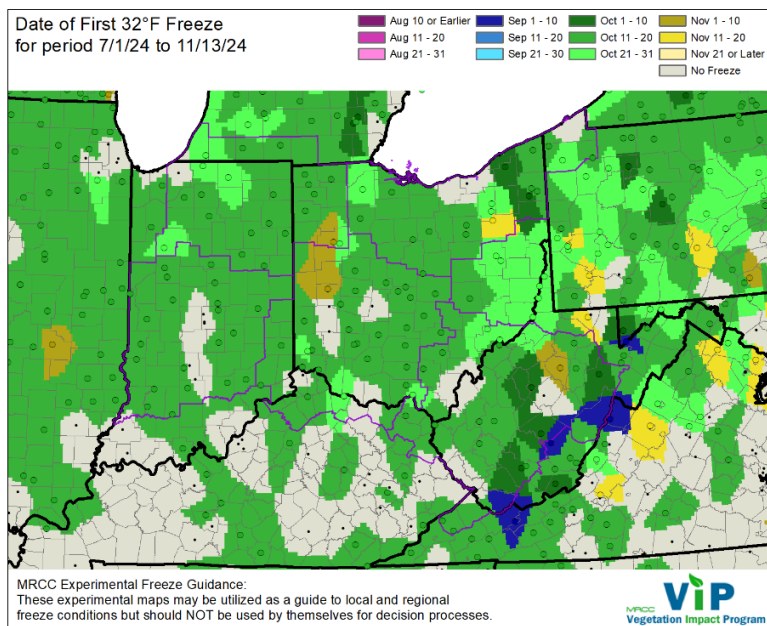 Date of First 32°F Freeze
for period 7/1/24 to 11/13/24
Aug 10 or Earlier
Aug 11 - 20
Aug 21 - 31
Sep 1 - 10
Sep 11 - 20
Sep 21 - 30
Oct 1 - 10
Oct 11 - 20
Oct 21 - 31
Nov 1 - 10
Nov 11 - 20
Nov 21 or Later
No Freeze
MRCC Experimental Freeze Guidance:
These experimental maps may be utilized as a guide to local and regional
freeze conditions but should NOT be used by themselves for decision processes.
MRCC ViP
Vegetation Impact Program